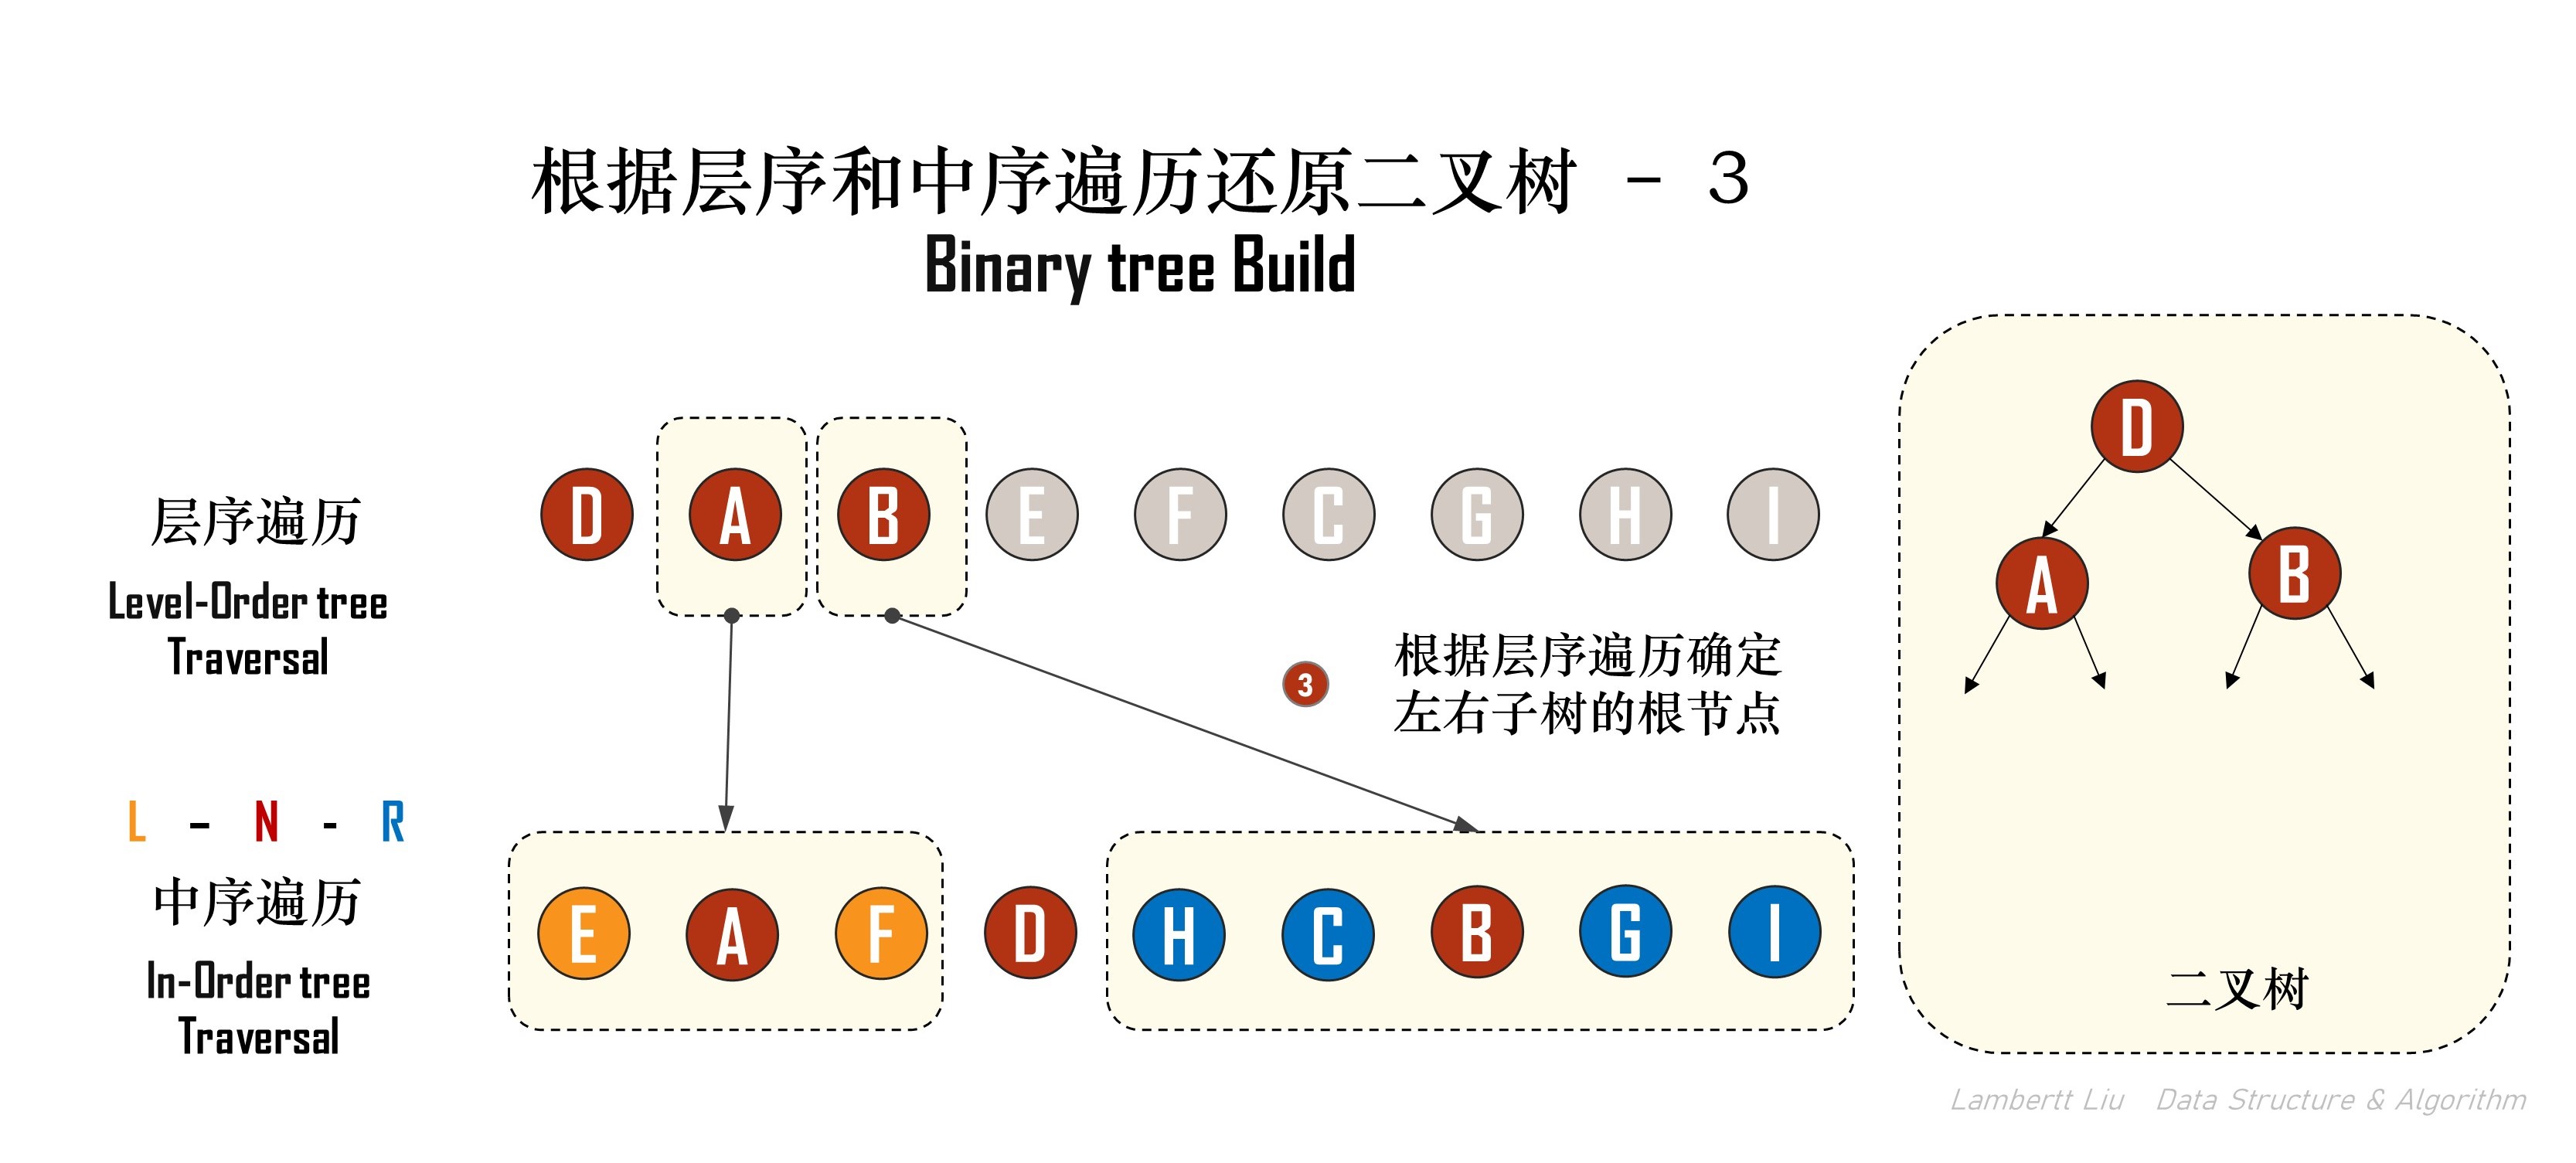 根据层序和中序遍历还原二叉树 - 3
Binary tree Build
层序遍历
Level-Order tree
Traversal
D A B E F C G H I
3
根据层序遍历确定
左右子树的根节点
L - N - R
中序遍历
In-Order tree
Traversal
E A F D H C B G I
D
A B
二叉树
Lambertt Liu Data Structure & Algorithm